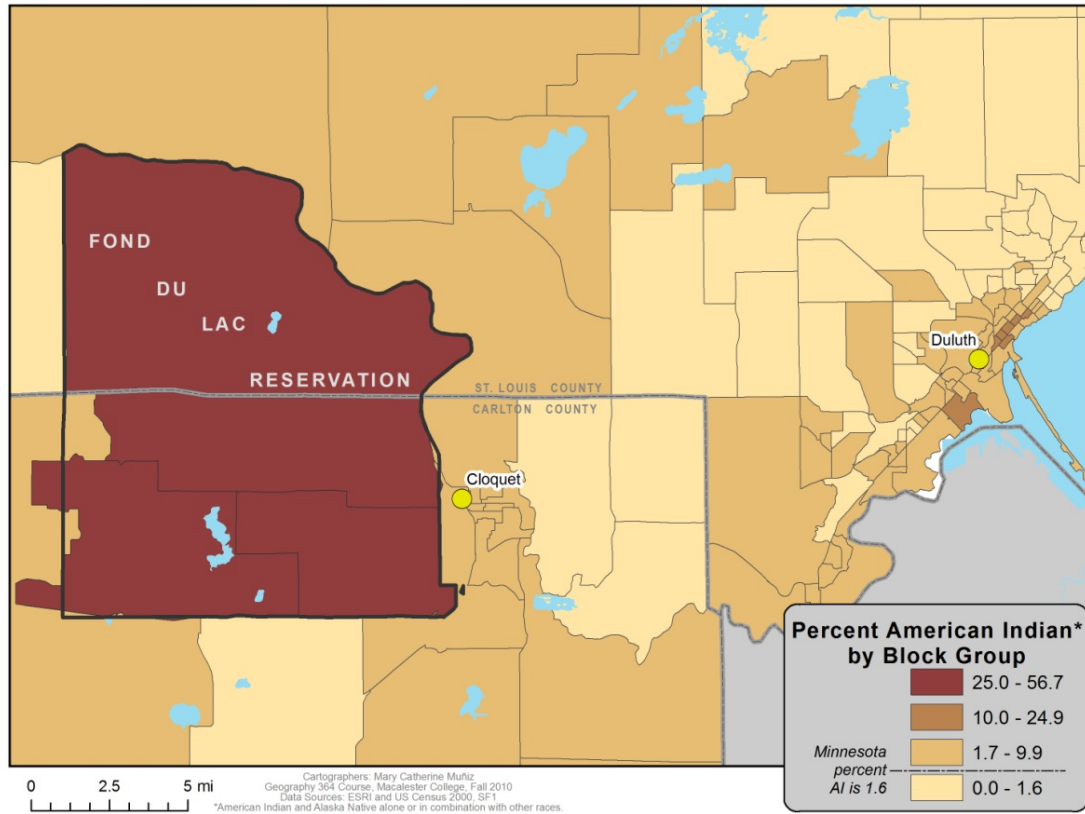 FOND
DU
LAC
RESERVATION
ST. LOUIS COUNTY
CARLTON COUNTY
Duluth
Cloquet
Percent American Indian*
by Block Group
25.0 - 56.7
10.0 - 24.9
1.7 - 9.9
Minnesota
percent
AI is 1.6
0.0 - 1.6
0 2.5 5 mi
Cartographers: Mary Catherine Muñiz
Geography 364 Course, Macalester College, Fall 2010
Data Sources: ESRI and US Census 2000, SF1
*American Indian and Alaska Native alone or in combination with other races.